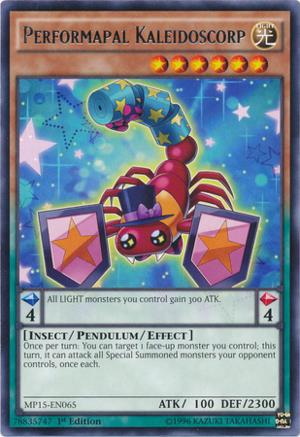 PERFORMAPAL KALEIDOSCORP
LIGHT
光
All LIGHT monsters you control gain 300 ATK.
4
4
[INSECT/PENDULUM/EFFECT]
Once per turn: You can target 1 face-up monster you control; this
turn, it can attack all Special Summoned monsters your opponent
controls, once each.
MP15-EN065
ATK/ 100 DEF/2300
78835747 1st Edition
©1996 KAZUKI TAKAHASHI